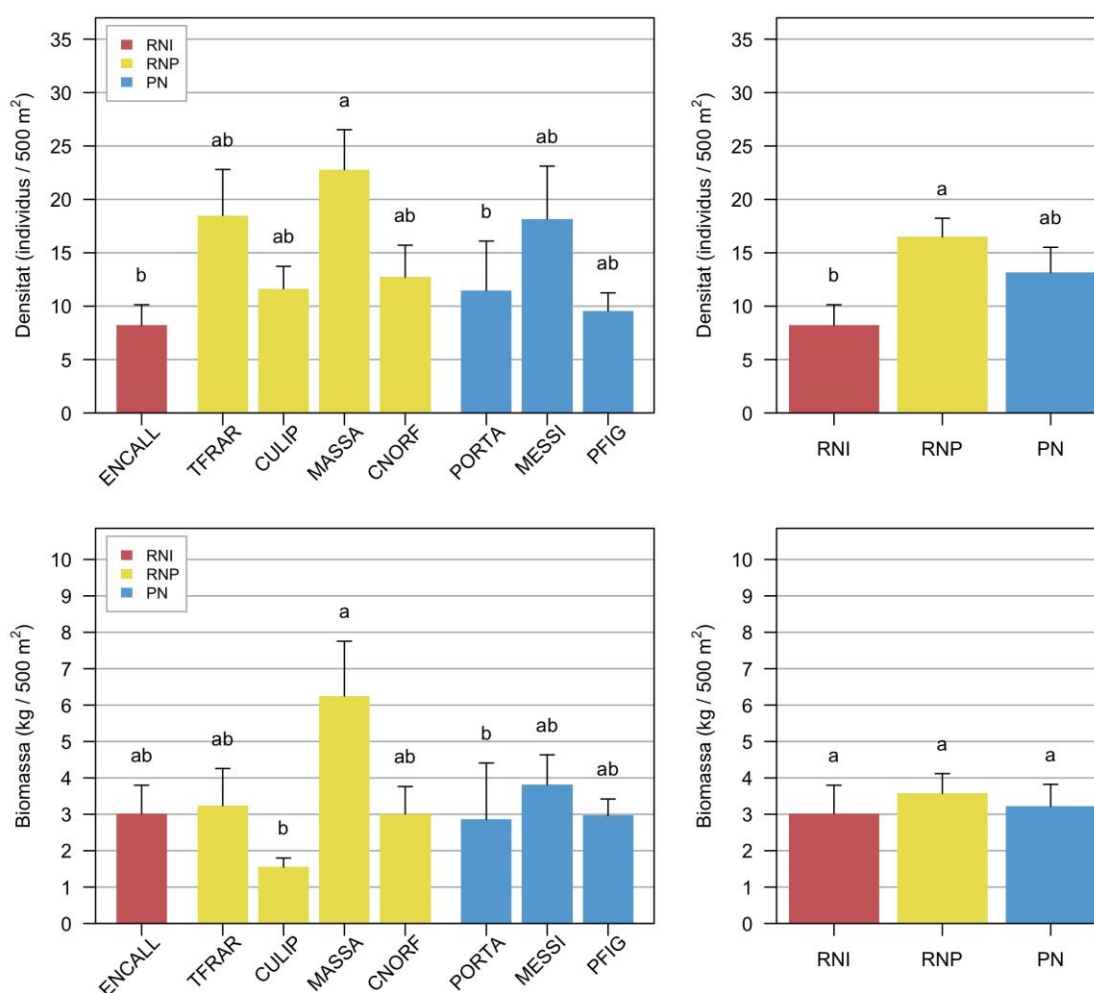 Densitat (individus / 500 m²)
35
30
25
20
15
10
5
0
RNI
RNP
PN
b
ab
ab
a
ab
b
ab
ab
ENCALL
TFRAR
CULIP
MASSA
CNORF
PORTA
MESSI
PFIG
Densitat (individus / 500 m²)
35
30
25
20
15
10
5
0
b
a
ab
RNI
RNP
PN
Biomassa (kg / 500 m²)
10
9
8
7
6
5
4
3
2
1
0
RNI
RNP
PN
ab
ab
b
a
ab
b
ab
ab
ENCALL
TFRAR
CULIP
MASSA
CNORF
PORTA
MESSI
PFIG
Biomassa (kg / 500 m²)
10
9
8
7
6
5
4
3
2
1
0
a
a
a
RNI
RNP
PN